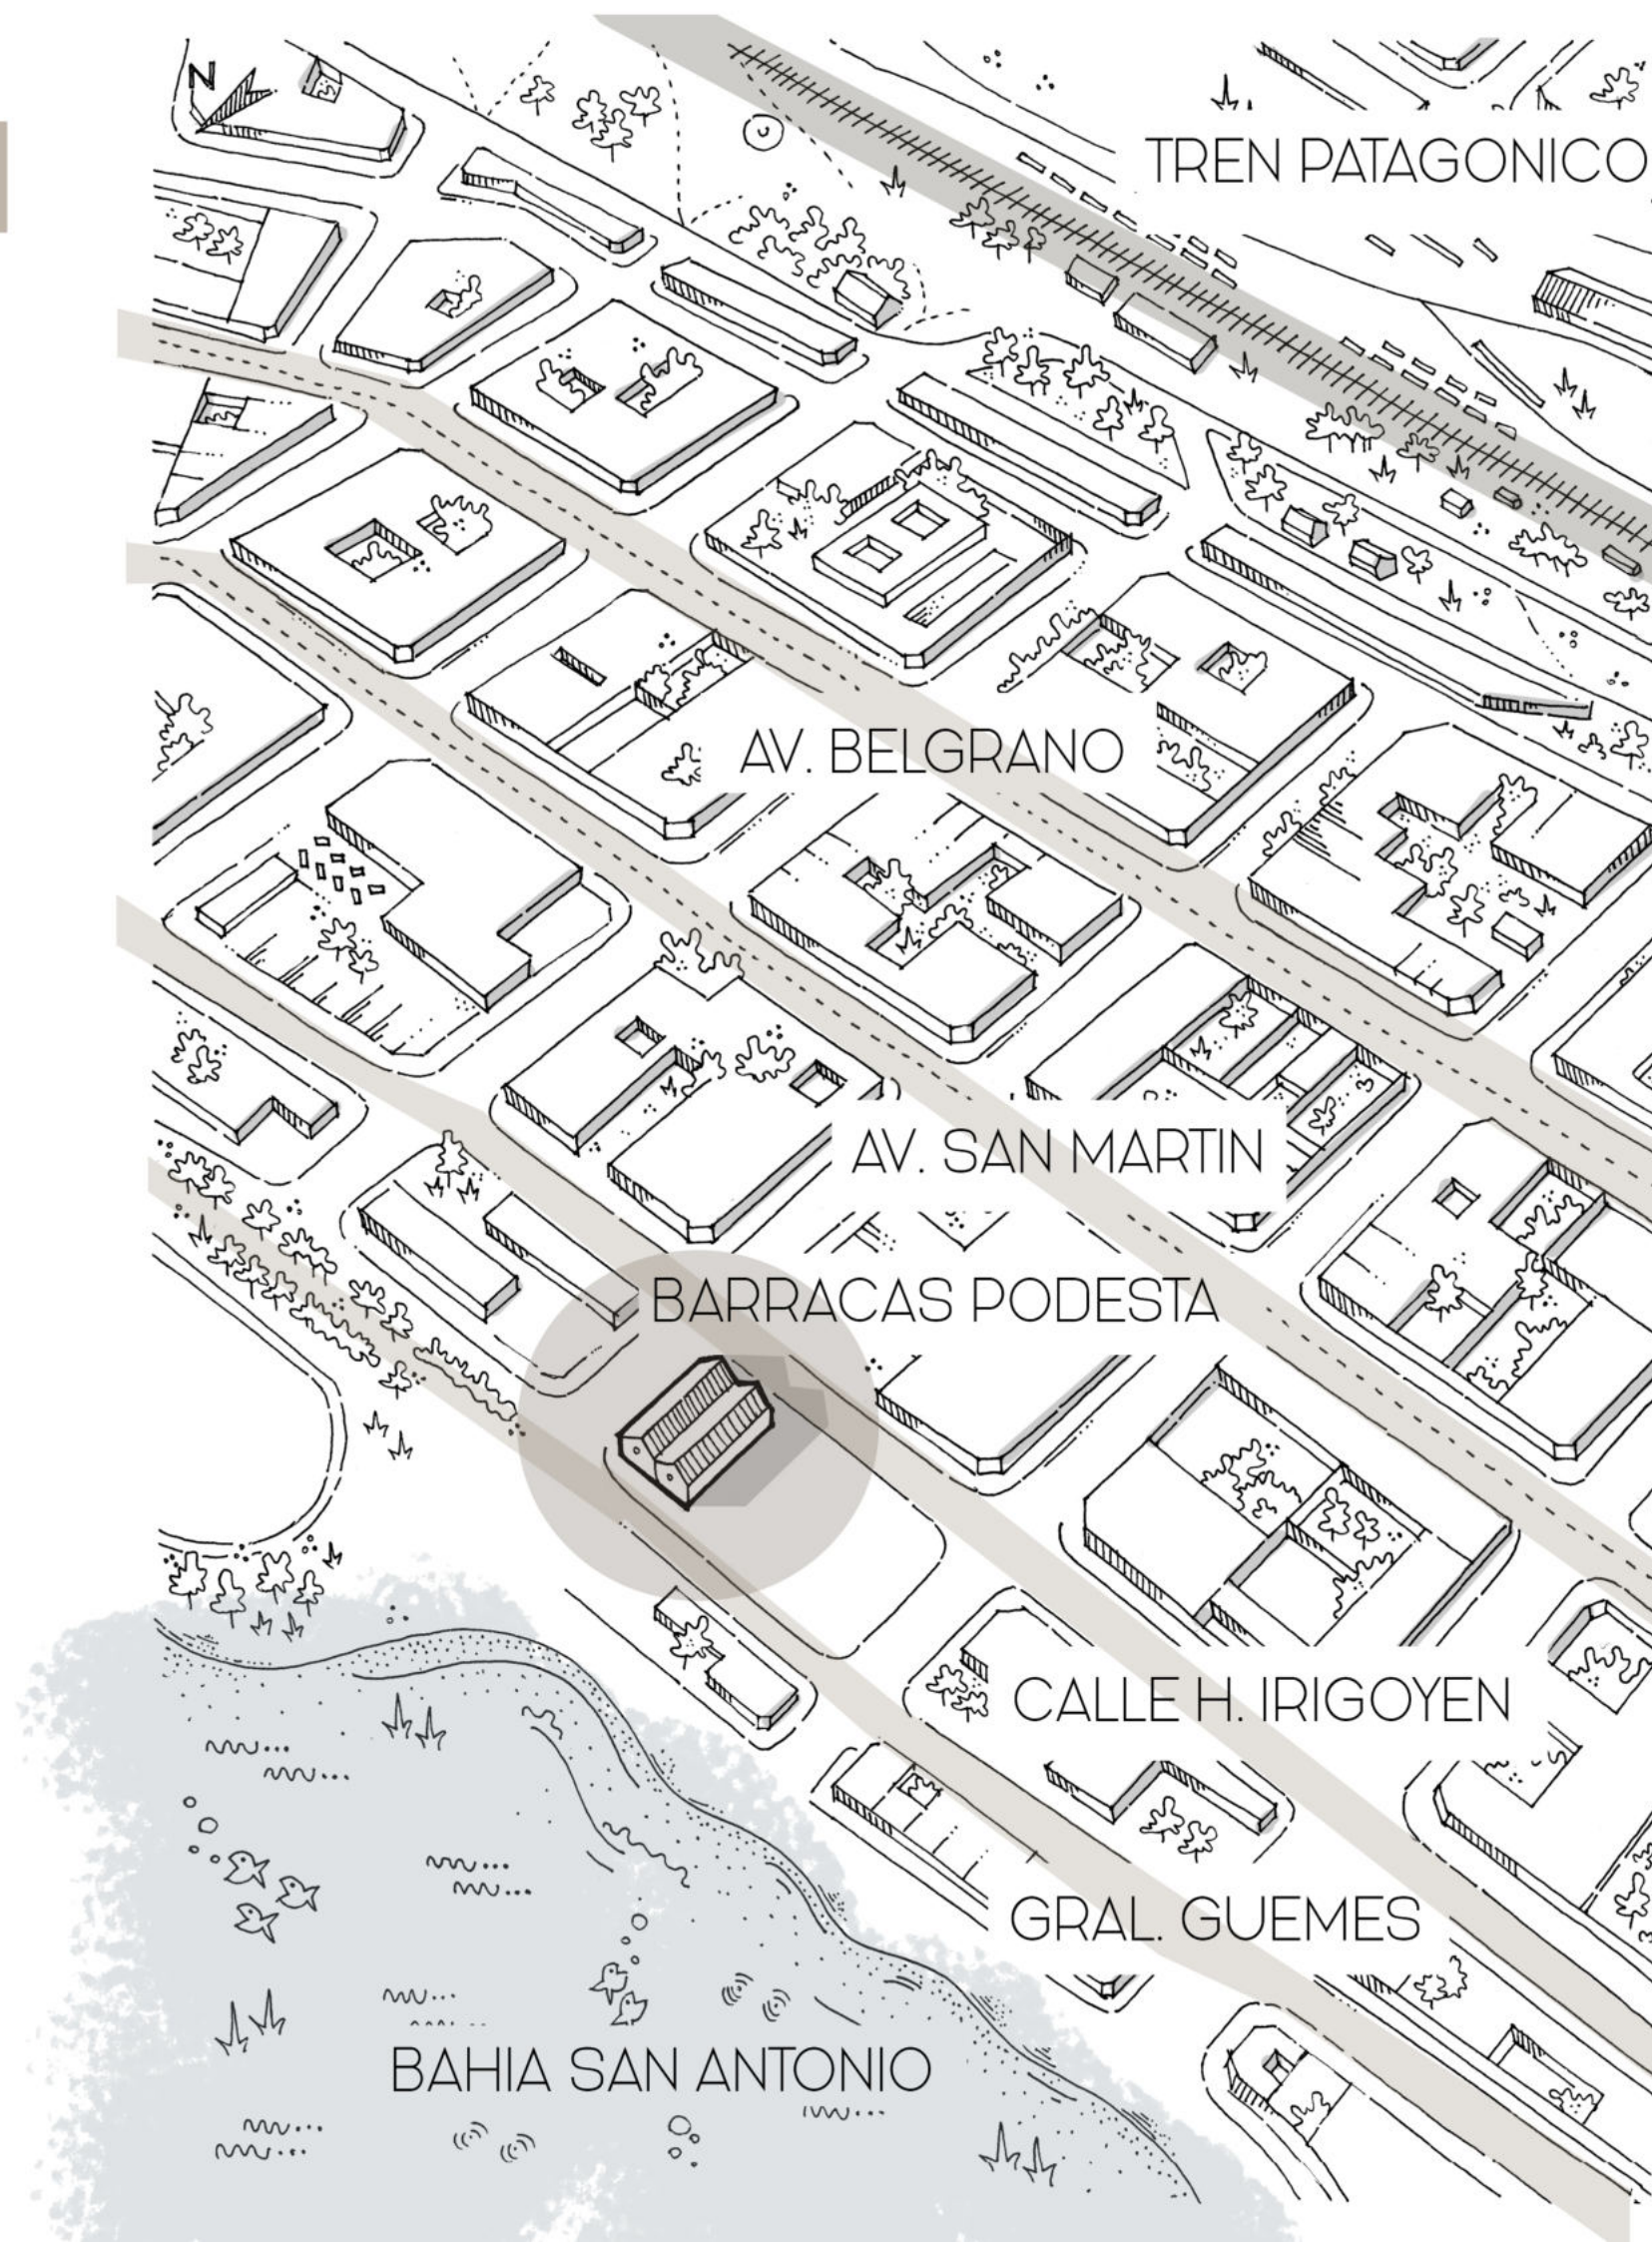 N
TREN PATAGONICO
AV. BELGRANO
AV. SAN MARTIN
BARRACAS PODESTA
CALLE H. IRIGOYEN
GRAL. GUEMES
BAHIA SAN ANTONIO